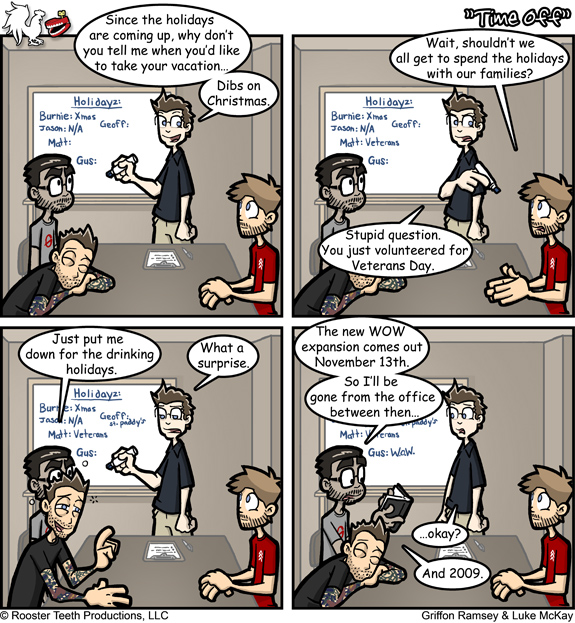 "Time Off"
Since the holidays
are coming up, why don't
you tell me when you'd like
to take your vacation...
Dibs on
Christmas.
Holidayz:
Burnie: Xmas
Jason: N/A
Geoff:
Matt:
Gus:
Wait, shouldn't we
all get to spend the holidays
with our families?
Holidayz:
Burnie: Xmas
Jason: N/A
Geoff:
Matt: Veterans
Gus:
Stupid question.
You just volunteered for
Veterans Day.
Just put me
down for the drinking
holidays.
What a
surprise.
Holidayz:
Burnie: Xmas
Jason: N/A
Geoff:
St. Paddy's
Matt: Veterans
Gus:
The new WOW
expansion comes out
November 13th.
So I'll be
gone from the office
between then...
paddy's
Matt: Veterans
Gus: W.o.W.
...okay?
And 2009.
© Rooster Teeth Productions, LLC
Griffon Ramsey & Luke McKay